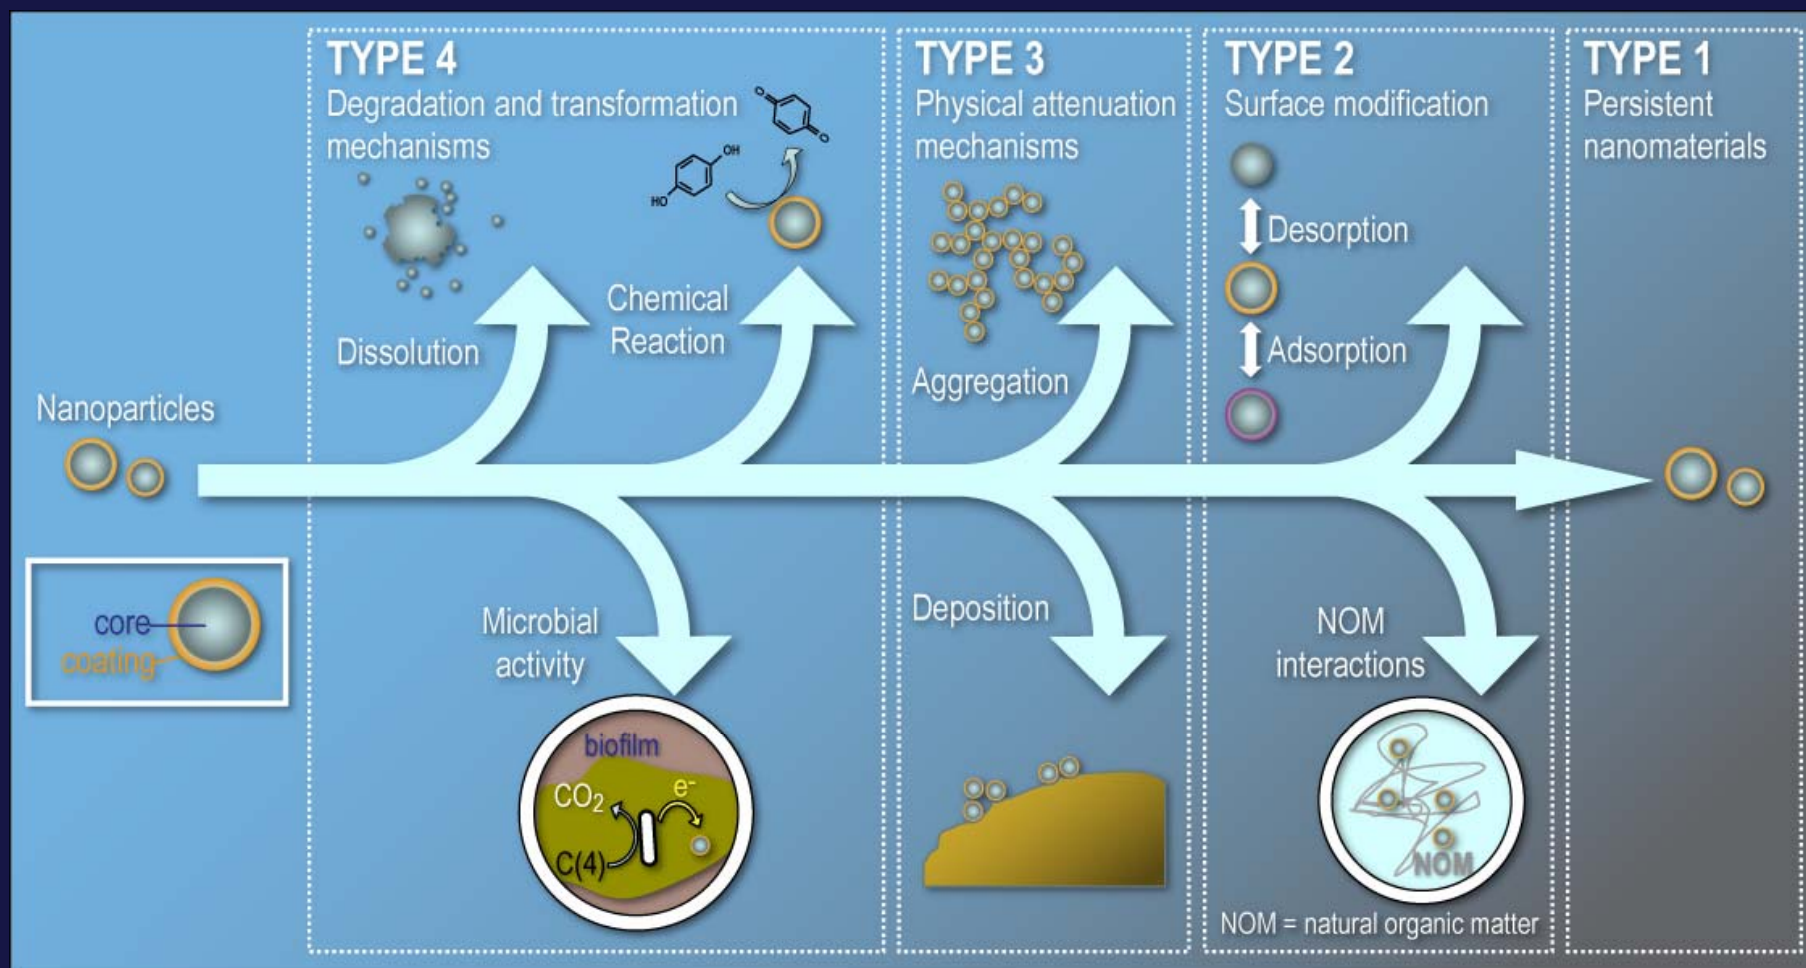 TYPE 4
Degradation and transformation
mechanisms
O
O
OH
HO
Dissolution
Chemical
Reaction
Microbial
activity
biofilm
CO₂
e⁻
C(4)
TYPE 3
Physical attenuation
mechanisms
Aggregation
Deposition
TYPE 2
Surface modification
Desorption
Adsorption
NOM
interactions
NOM
NOM = natural organic matter
TYPE 1
Persistent
nanomaterials
Nanoparticles
core
coating